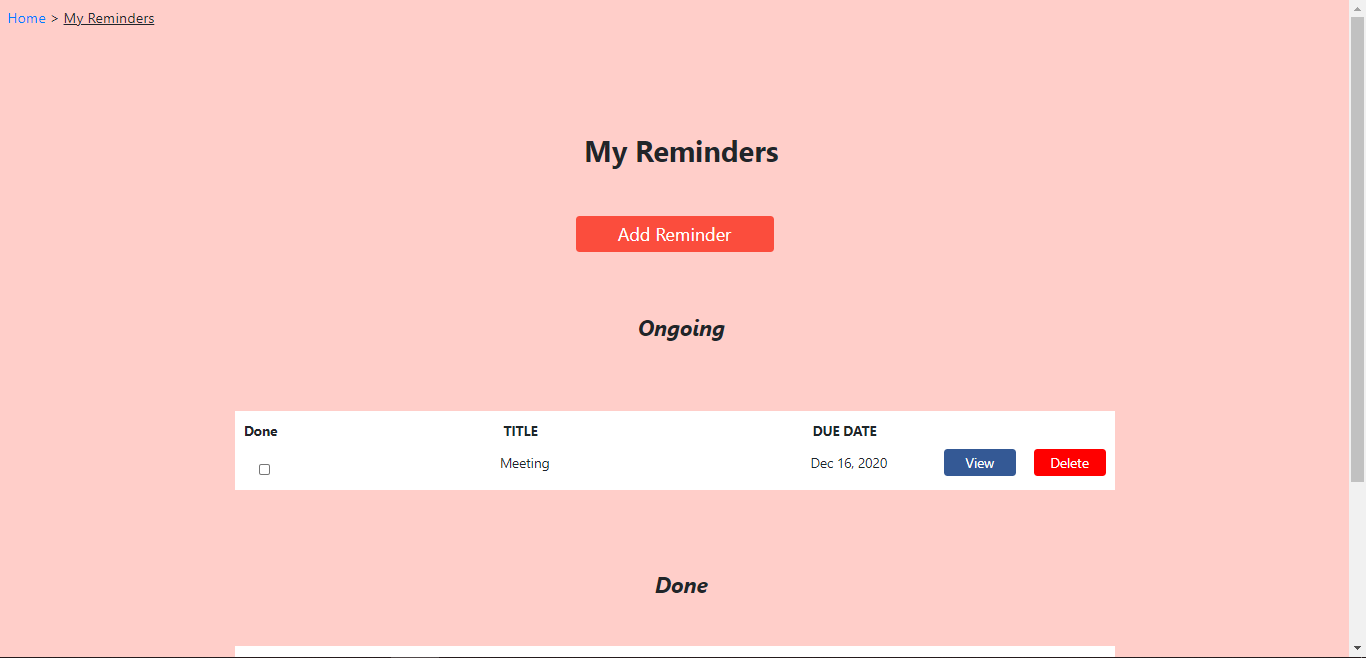 Home > My Reminders
My Reminders
Add Reminder
Ongoing
Done TITLE DUE DATE
Meeting Dec 16, 2020 View Delete
Done